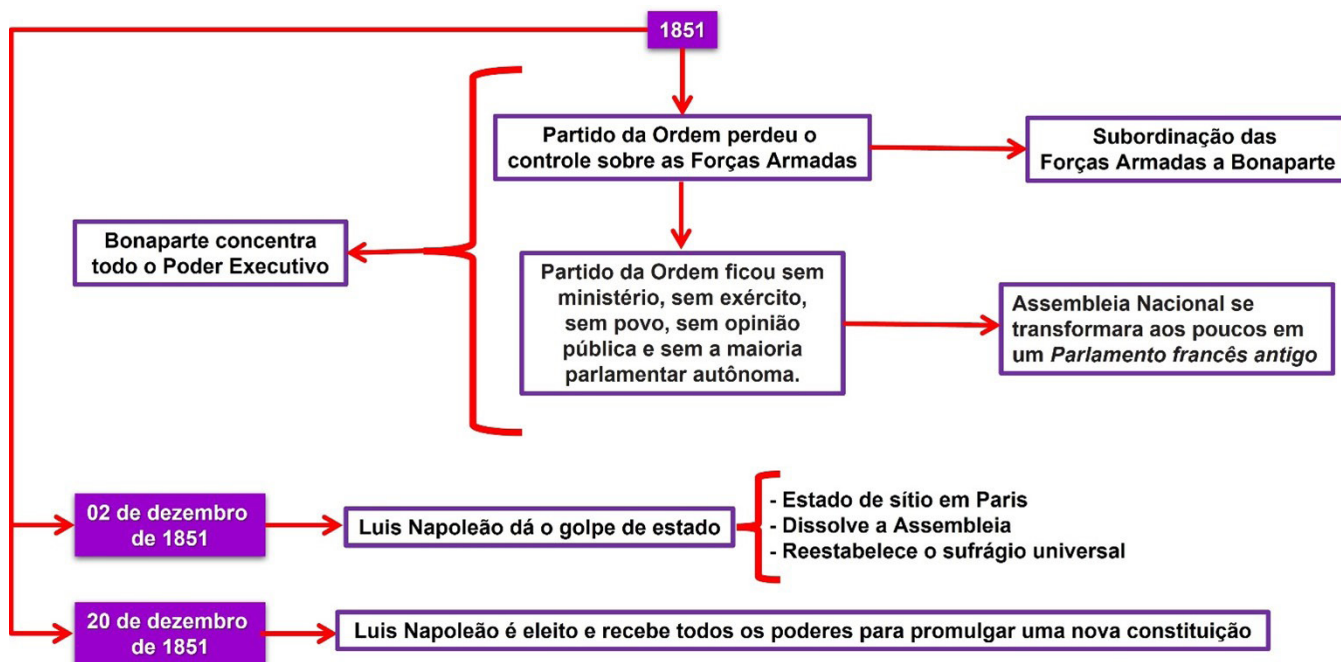 1851
Partido da Ordem perdeu o
controle sobre as Forças Armadas
Subordinação das
Forças Armadas a Bonaparte
Bonaparte concentra
todo o Poder Executivo
Partido da Ordem ficou sem
ministério, sem exército,
sem povo, sem opinião
pública e sem a maioria
parlamentar autônoma.
Assembleia Nacional se
transformara aos poucos em
um Parlamento francês antigo
02 de dezembro
de 1851
Luis Napoleão dá o golpe de estado
- Estado de sítio em Paris
- Dissolve a Assembleia
- Reestabelece o sufrágio universal
20 de dezembro
de 1851
Luis Napoleão é eleito e recebe todos os poderes para promulgar uma nova constituição